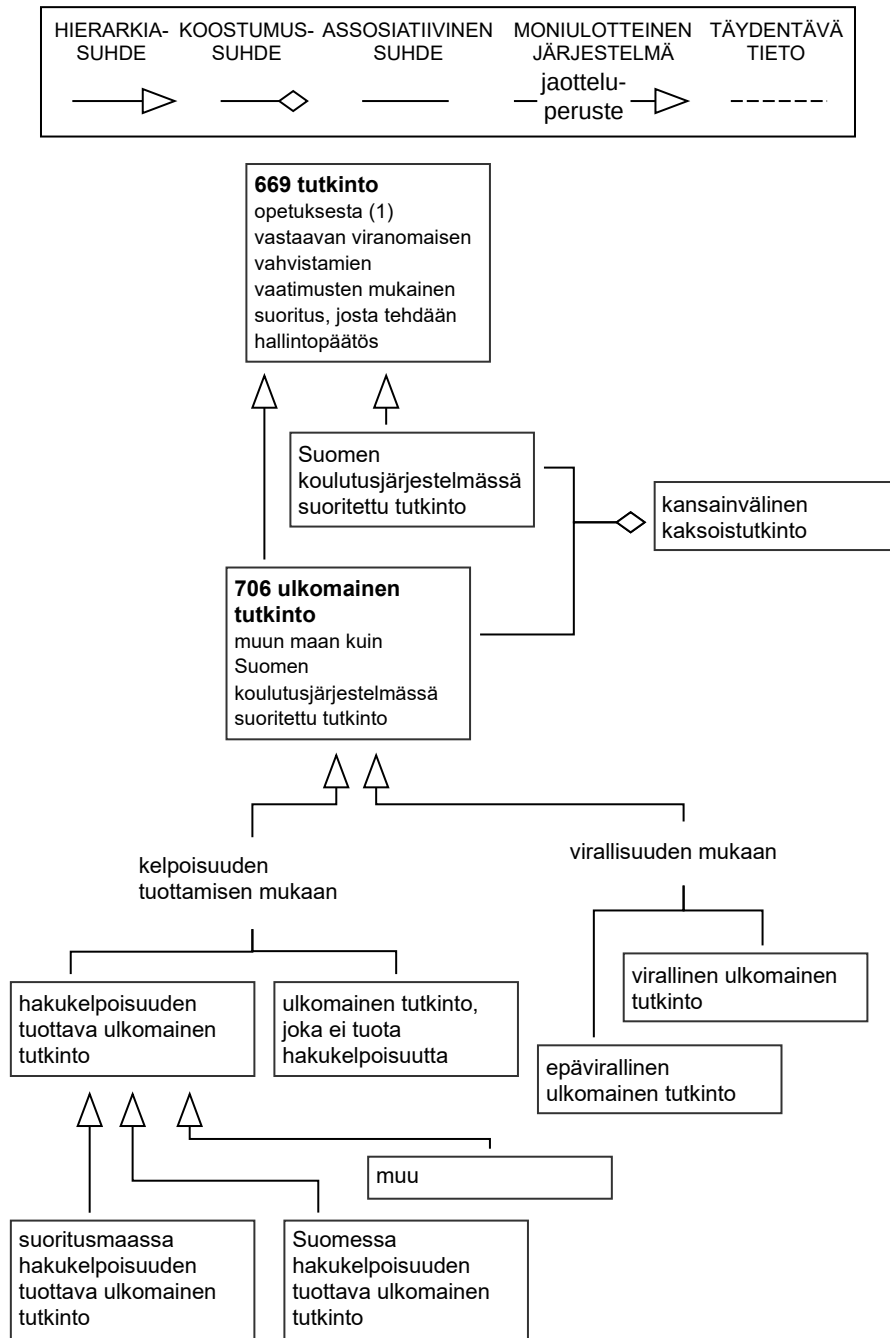 HIERARKIA-
SUHDE
KOOSTUMUS-
SUHDE
ASSOSIATIIVINEN
SUHDE
MONIULOTTEINEN
JÄRJESTELMÄ
TÄYDENTÄVÄ
TIETO
jaottelu-
peruste
669 tutkinto
opetuksesta (1)
vastaavan viranomaisen
vahvistamien
vaatimusten mukainen
suoritus, josta tehdään
hallintopäätös
Suomen
koulutusjärjestelmässä
suoritettu tutkinto
kansainvälinen
kaksoistutkinto
706 ulkomainen
tutkinto
muun maan kuin
Suomen
koulutusjärjestelmässä
suoritettu tutkinto
kelpoisuuden
tuottamisen mukaan
virallisuuden mukaan
hakukelpoisuuden
tuottava ulkomainen
tutkinto
ulkomainen tutkinto,
joka ei tuota
hakukelpoisuutta
virallinen ulkomainen
tutkinto
epävirallinen
ulkomainen tutkinto
muu
suoritusmaassa
hakukelpoisuuden
tuottava ulkomainen
tutkinto
Suomessa
hakukelpoisuuden
tuottava ulkomainen
tutkinto